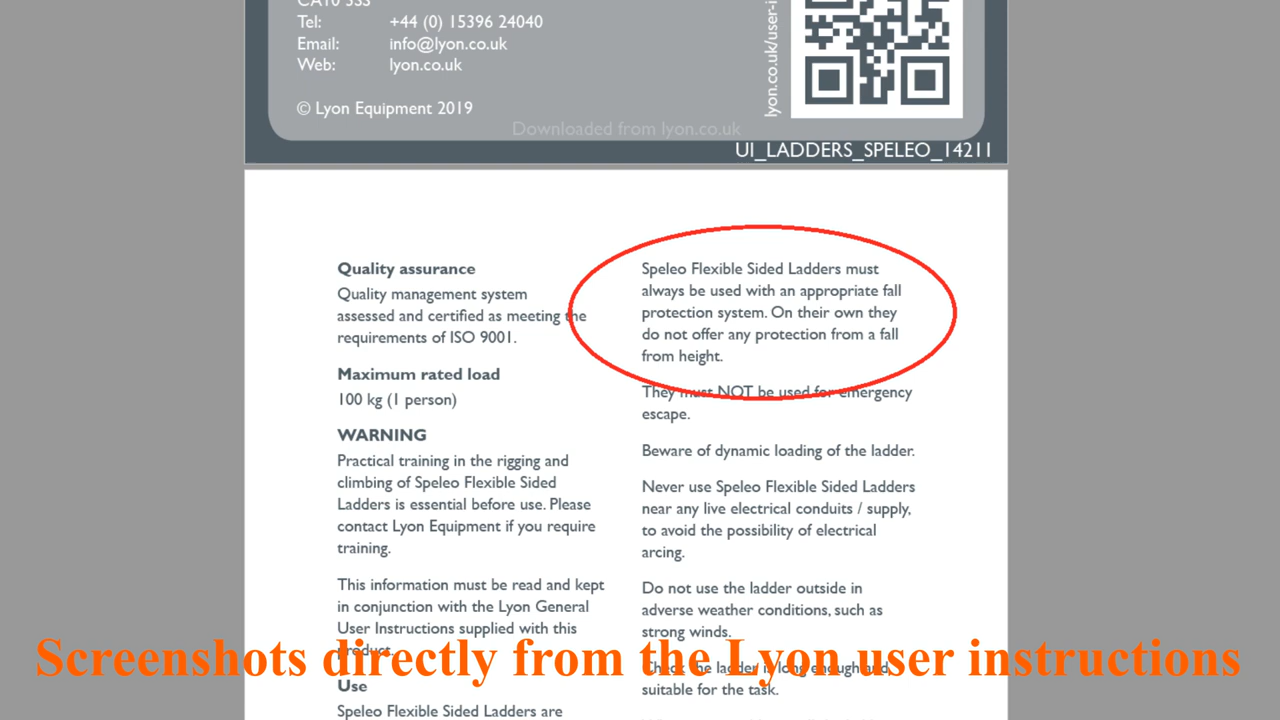 Tel: +44 (0) 15396 24040
Email: info@lyon.co.uk
Web: lyon.co.uk
© Lyon Equipment 2019
lyon.co.uk/user-i
Downloaded from lyon.co.uk
UI_LADDERS_SPELEO_14211
Quality assurance
Quality management system
assessed and certified as meeting the
requirements of ISO 9001.
Maximum rated load
100 kg (1 person)
WARNING
Practical training in the rigging and
climbing of Speleo Flexible Sided
Ladders is essential before use. Please
contact Lyon Equipment if you require
training.
This information must be read and kept
in conjunction with the Lyon General
User Instructions supplied with this
product.
Use
Speleo Flexible Sided Ladders are
Speleo Flexible Sided Ladders must
always be used with an appropriate fall
protection system. On their own they
do not offer any protection from a fall
from height.
They must NOT be used for emergency
escape.
Beware of dynamic loading of the ladder.
Never use Speleo Flexible Sided Ladders
near any live electrical conduits / supply,
to avoid the possibility of electrical
arcing.
Do not use the ladder outside in
adverse weather conditions, such as
strong winds.
Check the ladder is long enough and
suitable for the task.
Screenshots directly from the Lyon user instructions